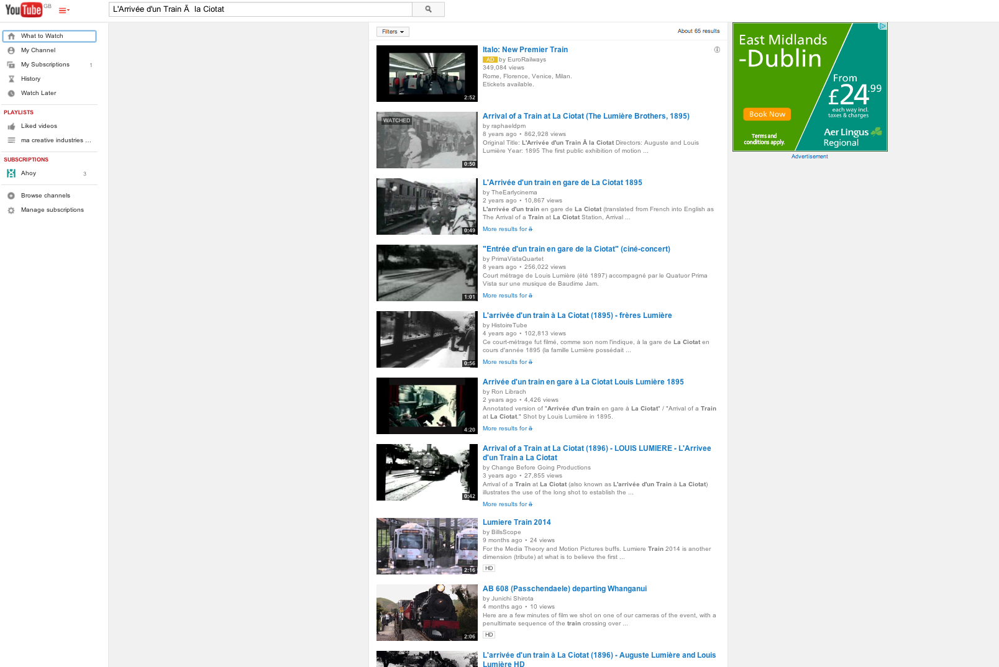 YouTube GB
L'Arrivée d'un Train Ã  la Ciotat
What to Watch
My Channel
My Subscriptions 1
History
Watch Later
PLAYLISTS
Liked videos
ma creative industries ...
SUBSCRIPTIONS
Ahoy 3
Browse channels
Manage subscriptions
Filters
About 65 results
2:52
Italo: New Premier Train
AD by EuroRailways
349,084 views
Rome, Florence, Venice, Milan.
Etickets available.
WATCHED
0:50
Arrival of a Train at La Ciotat (The Lumière Brothers, 1895)
by raphaeldpm
8 years ago • 862,928 views
Original Title: L'Arrivée d'un Train Ã la Ciotat Directors: Auguste and Louis
Lumière Year: 1895 The first public exhibition of motion ...
0:49
L'Arrivée d'un train en gare de La Ciotat 1895
by TheEarlycinema
2 years ago • 10,867 views
L'arrivée d'un train en gare de La Ciotat (translated from French into English as
The Arrival of a Train at La Ciotat Station, Arrival ...
More results for ã
1:01
"Entrée d'un train en gare de la Ciotat" (ciné-concert)
by PrimaVistaQuartet
8 years ago • 256,022 views
Court métrage de Louis Lumière (été 1897) accompagné par le Quatuor Prima
Vista sur une musique de Baudime Jam.
More results for ã
0:56
L'arrivée d'un train à La Ciotat (1895) - frères Lumière
by HistoireTube
4 years ago • 102,813 views
Ce court-métrage fut filmé, comme son nom l'indique, à la gare de La Ciotat en
cours d'année 1895 (la famille Lumière possédait ...
More results for ã
4:20
Arrivée d'un train en gare à La Ciotat Louis Lumière 1895
by Ron Librach
2 years ago • 4,426 views
Annotated version of "Arrivée d'un train en gare à La Ciotat" / "Arrival of a Train
at La Ciotat." Shot by Louis Lumière in 1895.
More results for ã
0:42
Arrival of a Train at La Ciotat (1896) - LOUIS LUMIERE - L'Arrivee
d'un Train a La Ciotat
by Change Before Going Productions
3 years ago • 27,855 views
Arrival of a Train at La Ciotat (also known as L'arrivée d'un Train à La Ciotat)
illustrates the use of the long shot to establish the ...
More results for ã
2:16
Lumiere Train 2014
by BillsScope
9 months ago • 24 views
For the Media Theory and Motion Pictures buffs. Lumiere Train 2014 is another
dimension (tribute) at what is to believe the first ...
HD
2:06
AB 608 (Passchendaele) departing Whanganui
by Junichi Shirota
4 months ago • 10 views
Here are a few minutes of film we shot on one of our cameras of the event, with a
penultimate sequence of the train crossing over ...
HD
L'arrivée d'un train à La Ciotat (1896) - Auguste Lumière and Louis
Lumière HD
East Midlands
-Dublin
From
£24.99
each way incl.
taxes & charges
Book Now
Terms and
conditions apply.
Aer Lingus
Regional
Advertisement